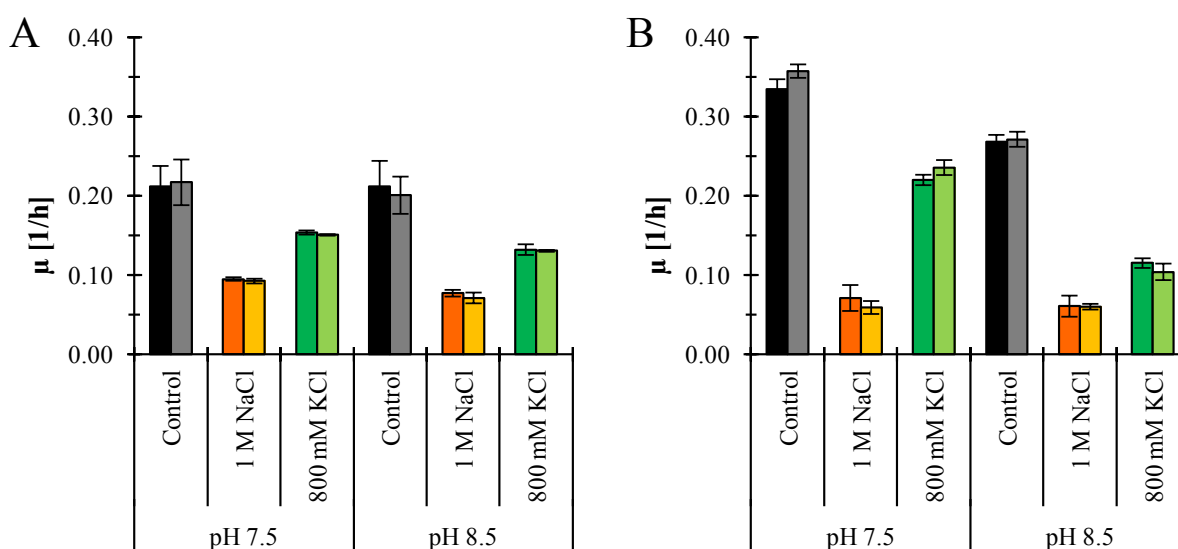 A
0.40
0.30
0.20
0.10
0.00
μ [1/h]
Control
1 M NaCl
800 mM KCl
Control
1 M NaCl
800 mM KCl
pH 7.5
pH 8.5
B
0.40
0.30
0.20
0.10
0.00
μ [1/h]
Control
1 M NaCl
800 mM KCl
Control
1 M NaCl
800 mM KCl
pH 7.5
pH 8.5